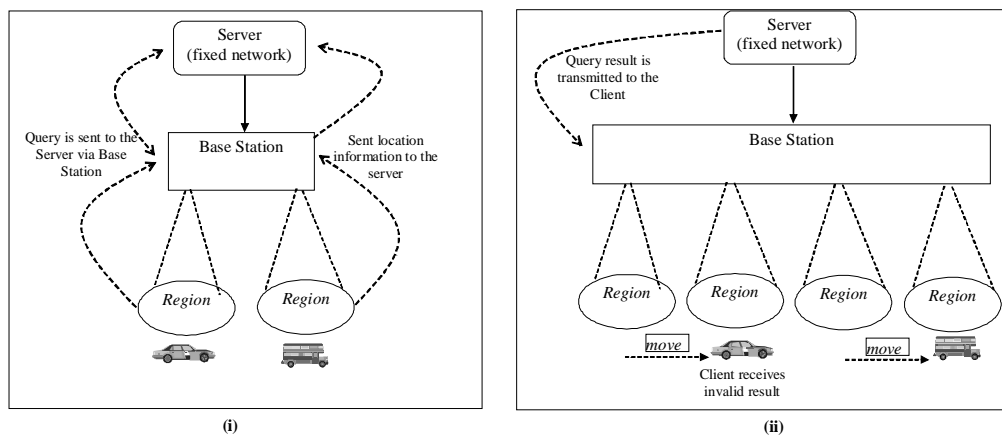 Server
(fixed network)
Query is sent to the
Server via Base
Station
Base Station
Sent location
information to the
server
Region
Region
(i)
Server
(fixed network)
Query result is
transmitted to the
Client
Base Station
Region
Region
Region
Region
move
move
Client receives
invalid result
(ii)